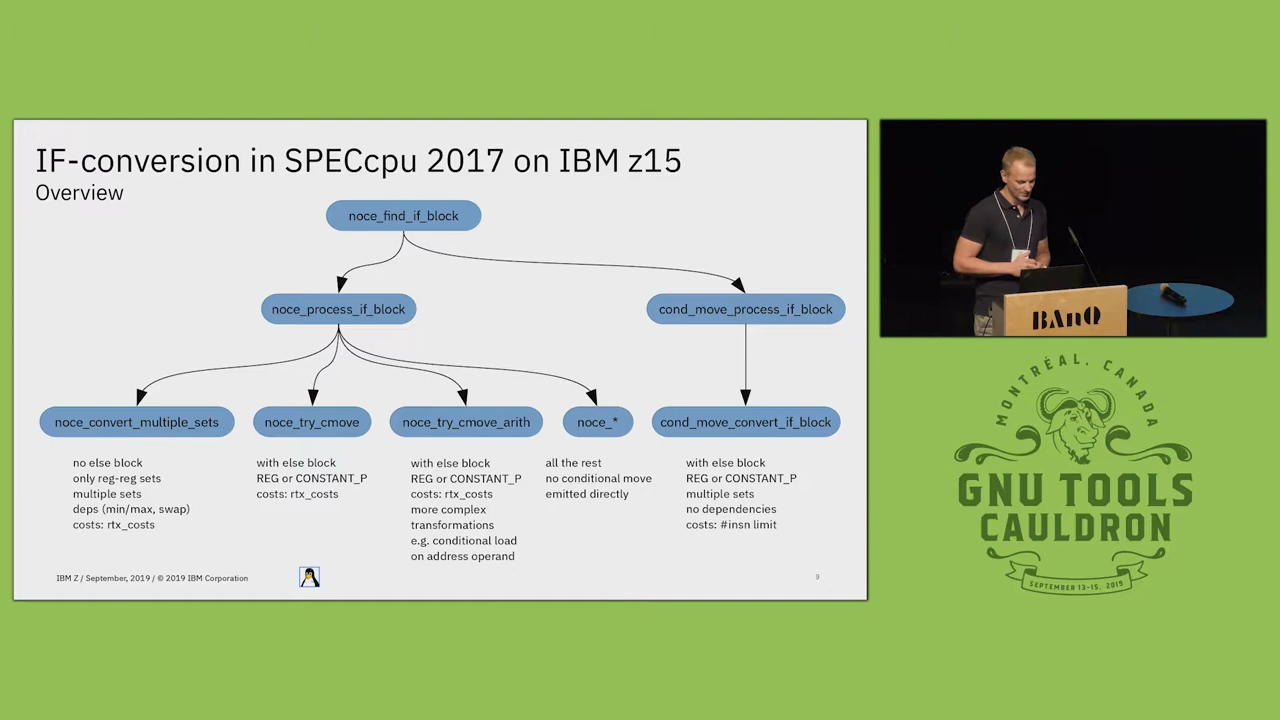 IF-conversion in SPECcpu 2017 on IBM z15
Overview
noce_find_if_block
noce_process_if_block
cond_move_process_if_block
noce_convert_multiple_sets
noce_try_cmove
noce_try_cmove_arith
noce_*
cond_move_convert_if_block
no else block
only reg-reg sets
multiple sets
deps (min/max, swap)
costs: rtx_costs
with else block
REG or CONSTANT_P
costs: rtx_costs
with else block
REG or CONSTANT_P
costs: rtx_costs
more complex
transformations
e.g. conditional load
on address operand
all the rest
no conditional move
emitted directly
with else block
REG or CONSTANT_P
multiple sets
no dependencies
costs: #insn limit
IBM Z / September, 2019 / © 2019 IBM Corporation
9
BAnQ
MONTRÉAL, CANADA
GNU TOOLS
CAULDRON
SEPTEMBER 13-15, 2019